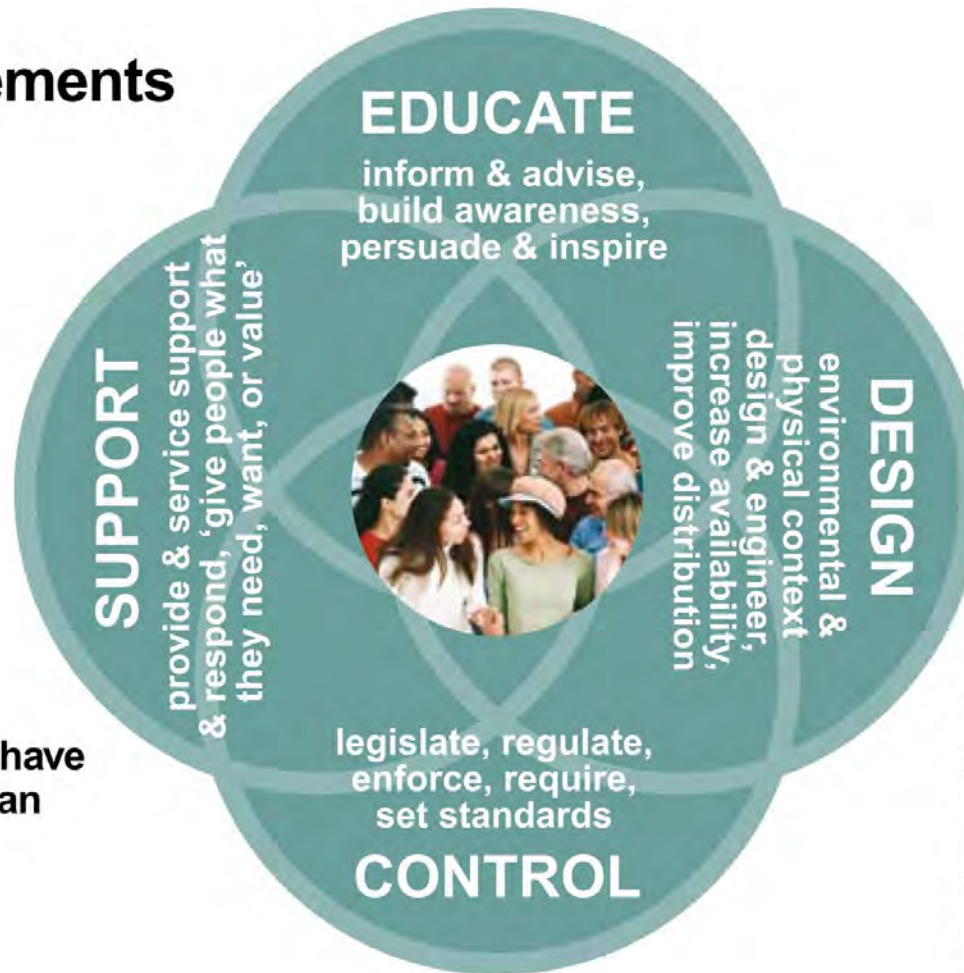 ements
EDUCATE
inform & advise,
build awareness,
persuade & inspire
SUPPORT
provide & service support
& respond, ‘give people what
they need, want, or value’
DESIGN
environmental &
physical context
design & engineer,
increase availability,
improve distribution
have
an
legislate, regulate,
enforce, require,
set standards
CONTROL